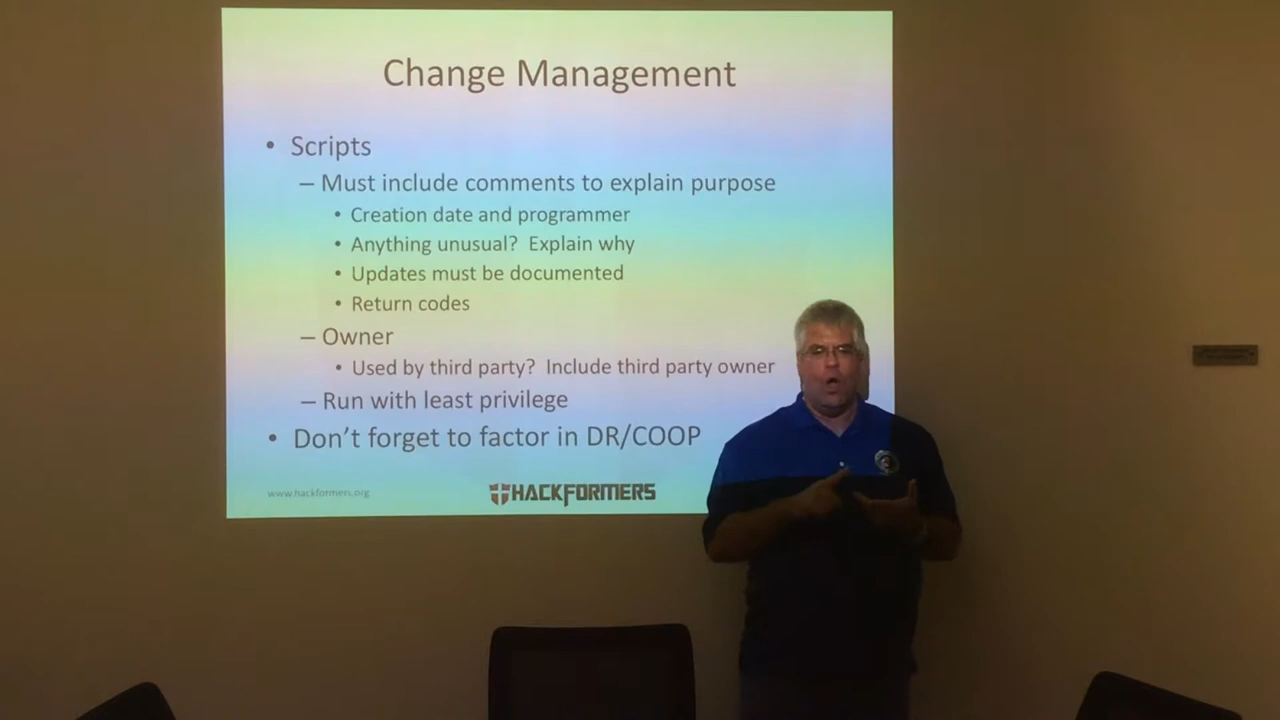 Change Management
• Scripts
– Must include comments to explain purpose
• Creation date and programmer
• Anything unusual? Explain why
• Updates must be documented
• Return codes
– Owner
• Used by third party? Include third party owner
– Run with least privilege
• Don't forget to factor in DR/COOP
www.hackformers.org
HACKFORMERS